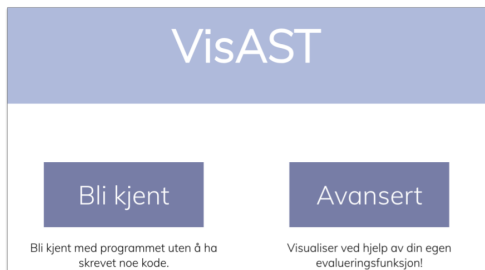 VisAST
Bli kjent
Avansert
Bli kjent med programmet uten å ha
skrevet noe kode.
Visualiser ved hjelp av din egen
evalueringsfunksjon!